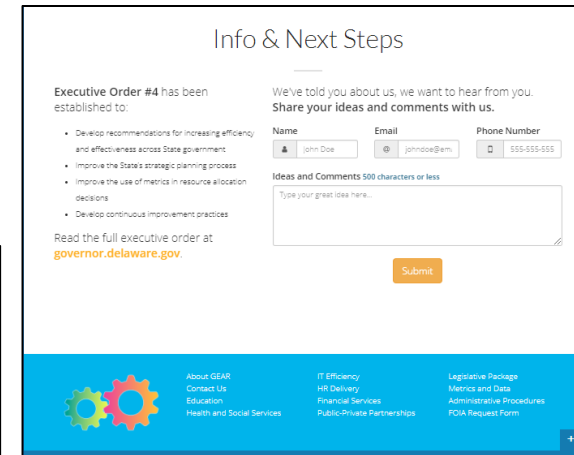 Info & Next Steps
Executive Order #4 has been
established to:
• Develop recommendations for increasing efficiency
and effectiveness across State government
• Improve the State's strategic planning process
• Improve the use of metrics in resource allocation
decisions
• Develop continuous improvement practices
Read the full executive order at
governor.delaware.gov.
We've told you about us, we want to hear from you.
Share your ideas and comments with us.
Name Email Phone Number
John Doe @ johndoe@em 555-555-555
Ideas and Comments 500 characters or less
Type your great idea here...
Submit
About GEAR
Contact Us
Education
Health and Social Services
IT Efficiency
HR Delivery
Financial Services
Public-Private Partnerships
Legislative Package
Metrics and Data
Administrative Procedures
FOIA Request Form
+